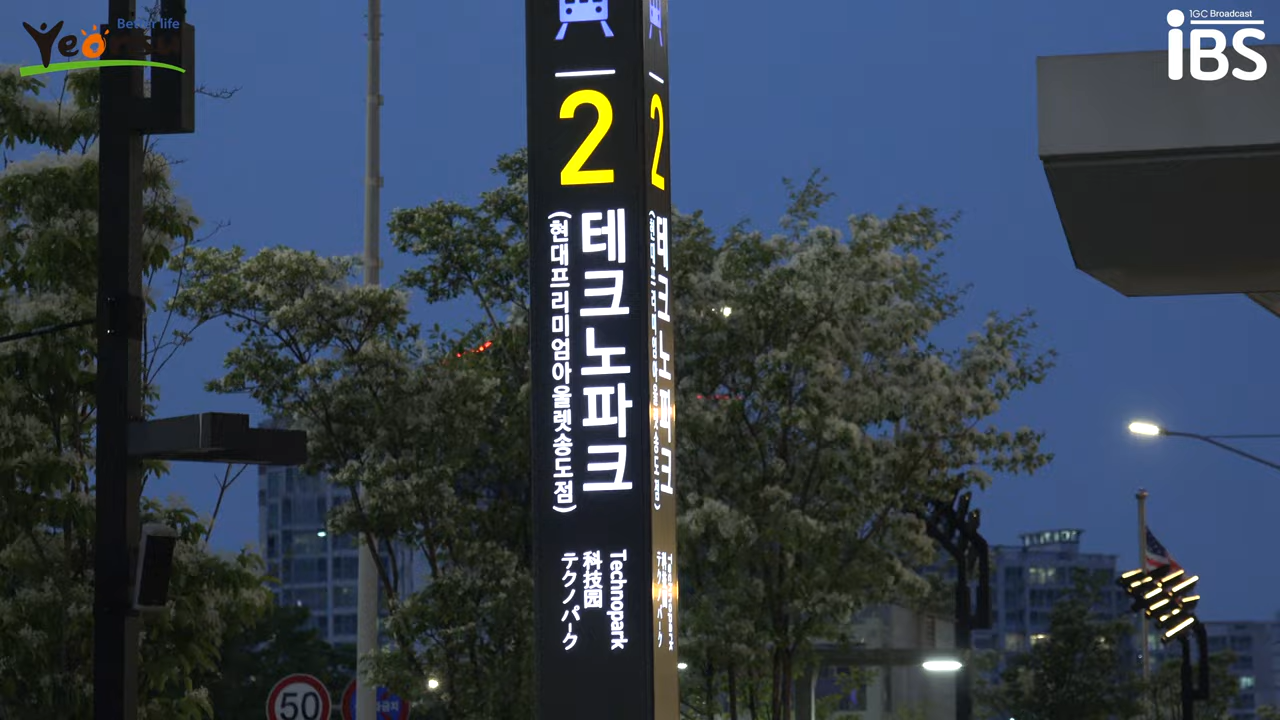 Better life
Yeonsu
1GC Broadcast
iBS
2
테크노파크
(현대프리미엄아울렛송도점)
Technopark
科技园
テクノパーク
2
테크노파크
50